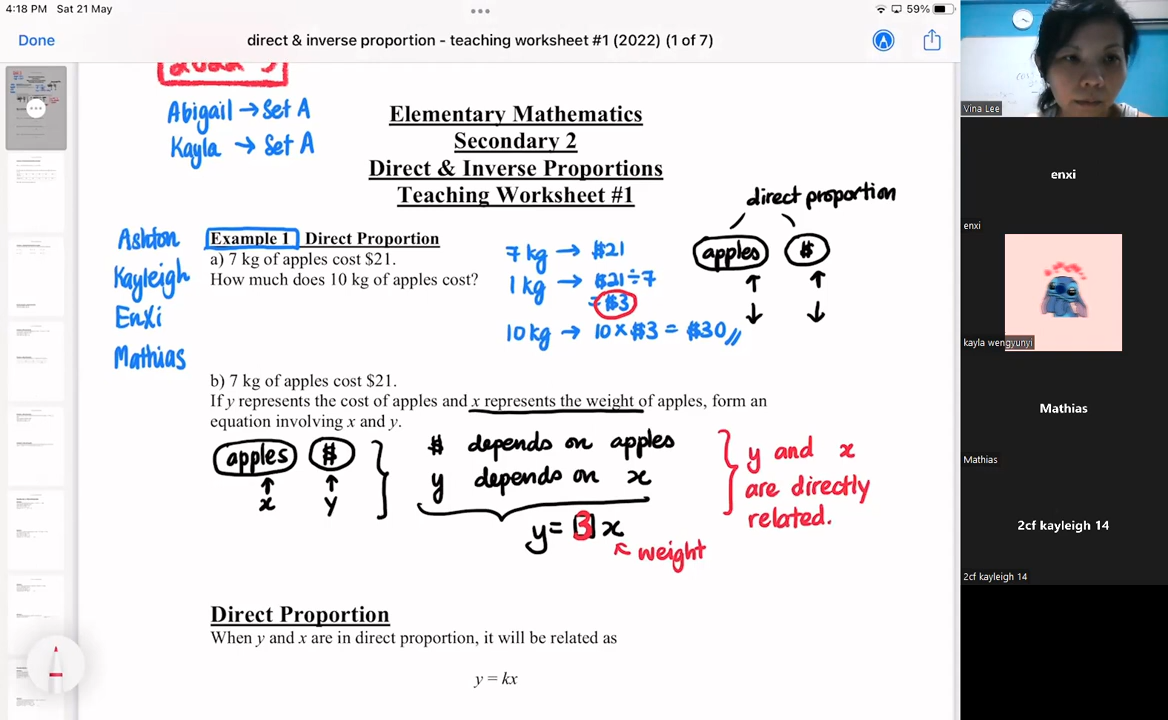 4:18 PM Sat 21 May
59%
Done
direct & inverse proportion - teaching worksheet #1 (2022) (1 of 7)
Abigail → Set A
Kayla → Set A
Elementary Mathematics
Secondary 2
Direct & Inverse Proportions
Teaching Worksheet #1
direct proportion
apples $
↑ ↑
↓ ↓
Ashton
Kayleigh
EnXi
Mathias
Example 1 Direct Proportion
a) 7 kg of apples cost $21.
How much does 10 kg of apples cost?
7 kg → $21
1 kg → $21 ÷ 7
= $3
10 kg → 10 × $3 = $30 //
b) 7 kg of apples cost $21.
If y represents the cost of apples and x represents the weight of apples, form an
equation involving x and y.
apples $
↑ ↑
x y
$ depends on apples
y depends on x
y = 3 x
weight
y and x
are directly
related.
Direct Proportion
When y and x are in direct proportion, it will be related as
y = kx
Vina Lee
enxi
enxi
kayla wengyunyi
Mathias
Mathias
2cf kayleigh 14
2cf kayleigh 14